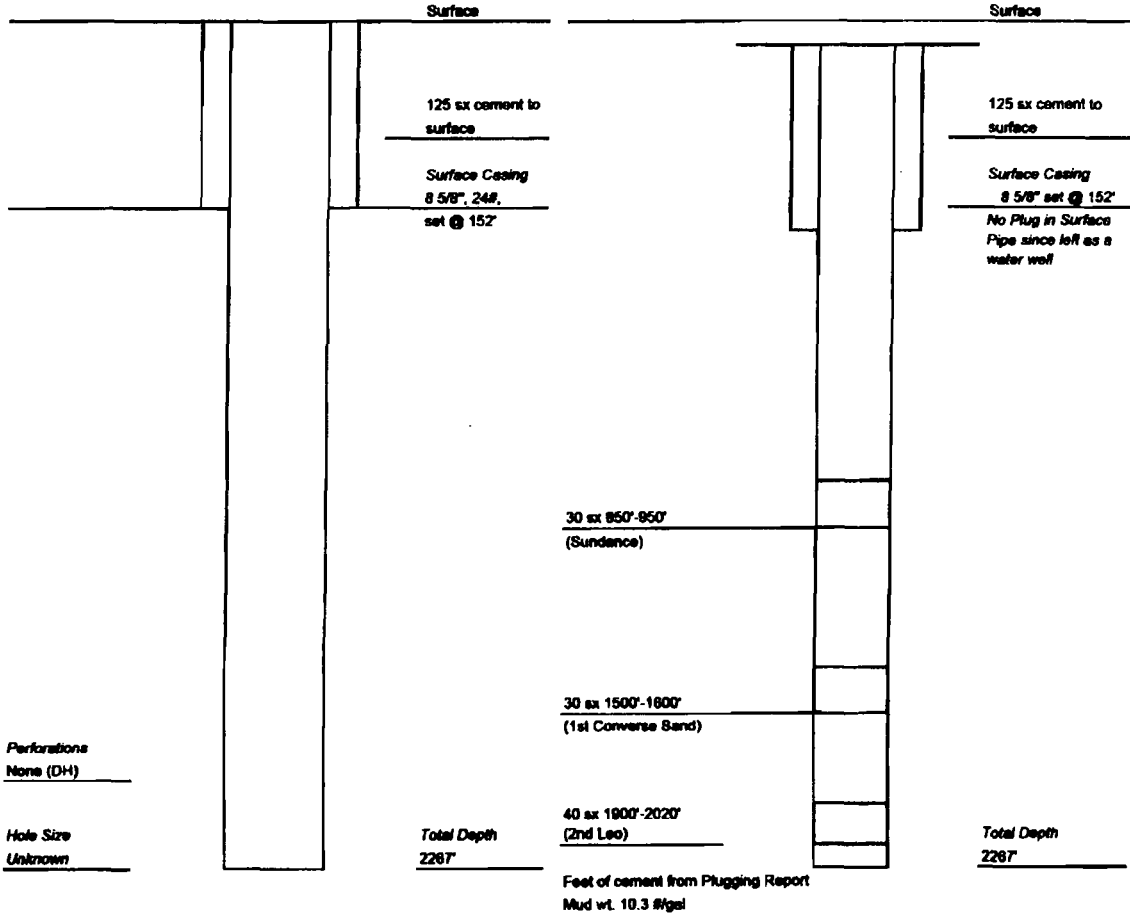 Surface
125 sx cement to
surface
Surface Casing
8 5/8", 24#,
set @ 152'
Perforations
None (DH)
Hole Size
Unknown
Total Depth
2267'
Surface
125 sx cement to
surface
Surface Casing
8 5/8" set @ 152'
No Plug in Surface
Pipe since left as a
water well
30 sx 850'-950'
(Sundance)
30 sx 1500'-1600'
(1st Converse Sand)
40 sx 1900'-2020'
(2nd Leo)
Total Depth
2267'
Feet of cement from Plugging Report
Mud wt. 10.3 #/gal